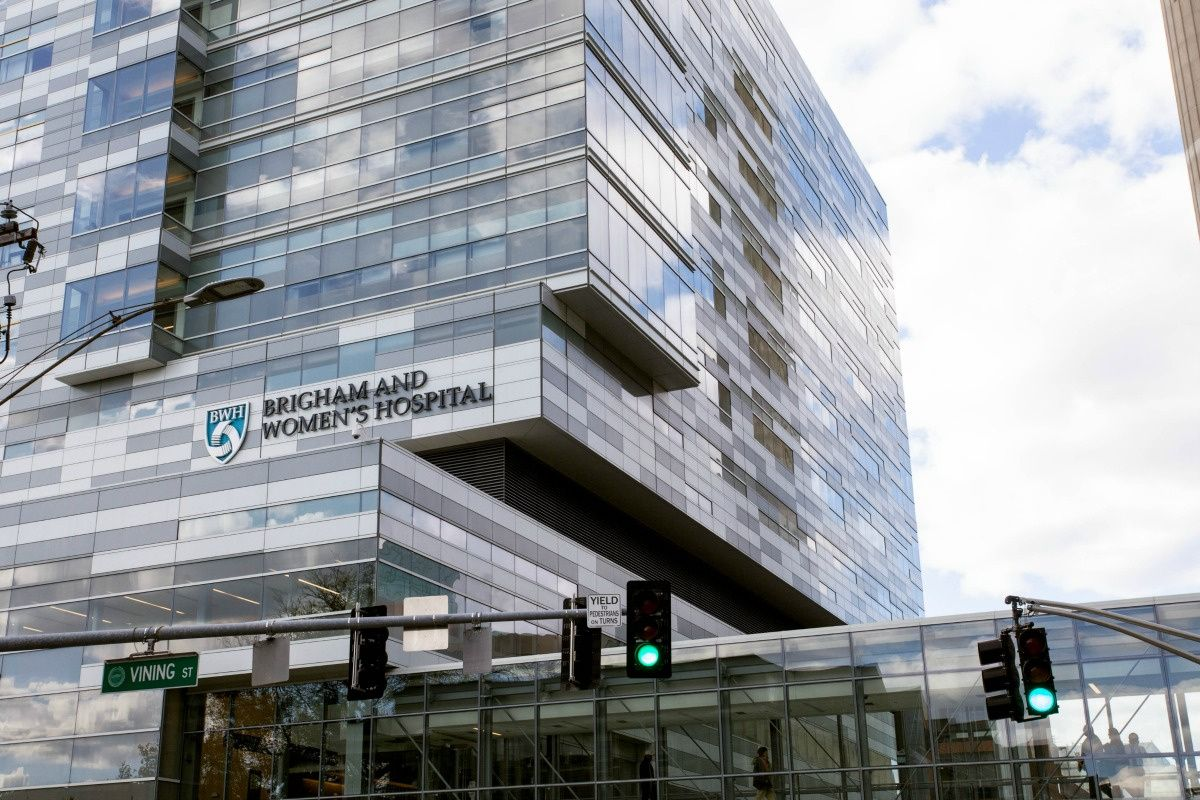 BWH
BRIGHAM AND
WOMEN'S HOSPITAL
YIELD
TO
PEDESTRIANS
ON TURNS
VINING ST